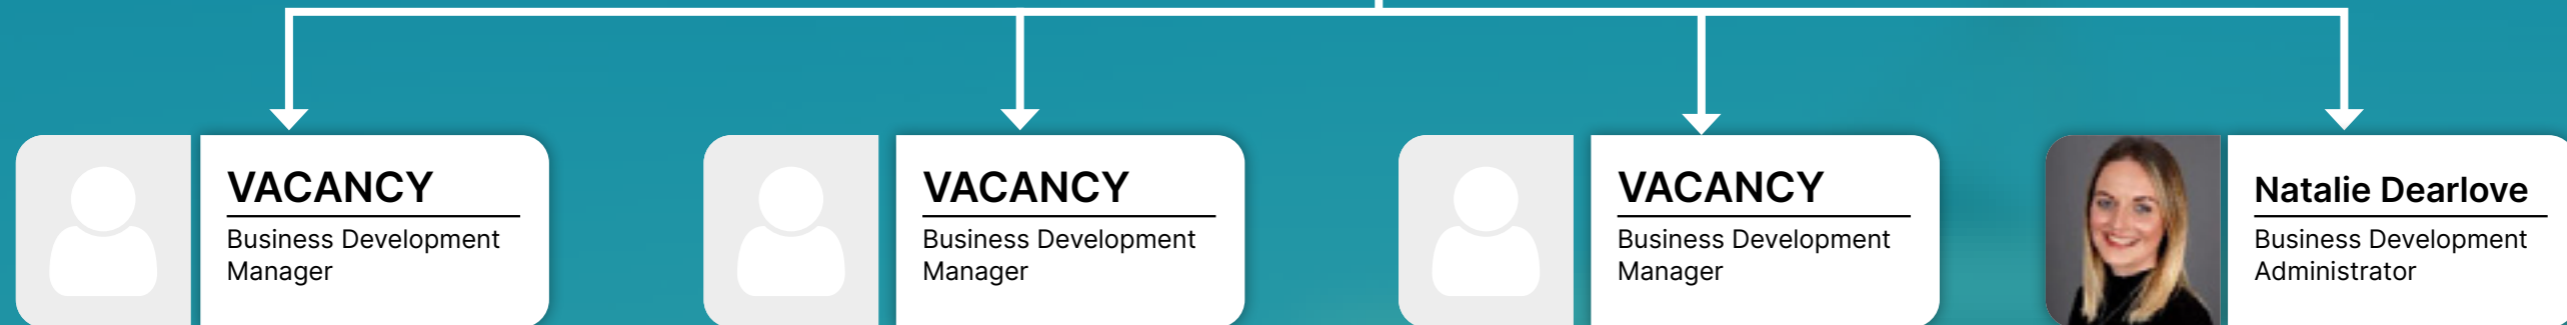 VACANCY
Business Development
Manager
VACANCY
Business Development
Manager
VACANCY
Business Development
Manager
Natalie Dearlove
Business Development
Administrator